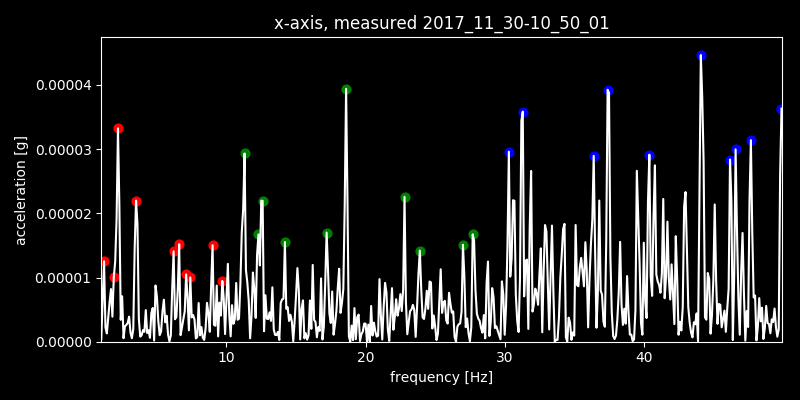 x-axis, measured 2017_11_30-10_50_01
acceleration [g]
0.00004
0.00003
0.00002
0.00001
0.00000
10 20 30 40
frequency [Hz]